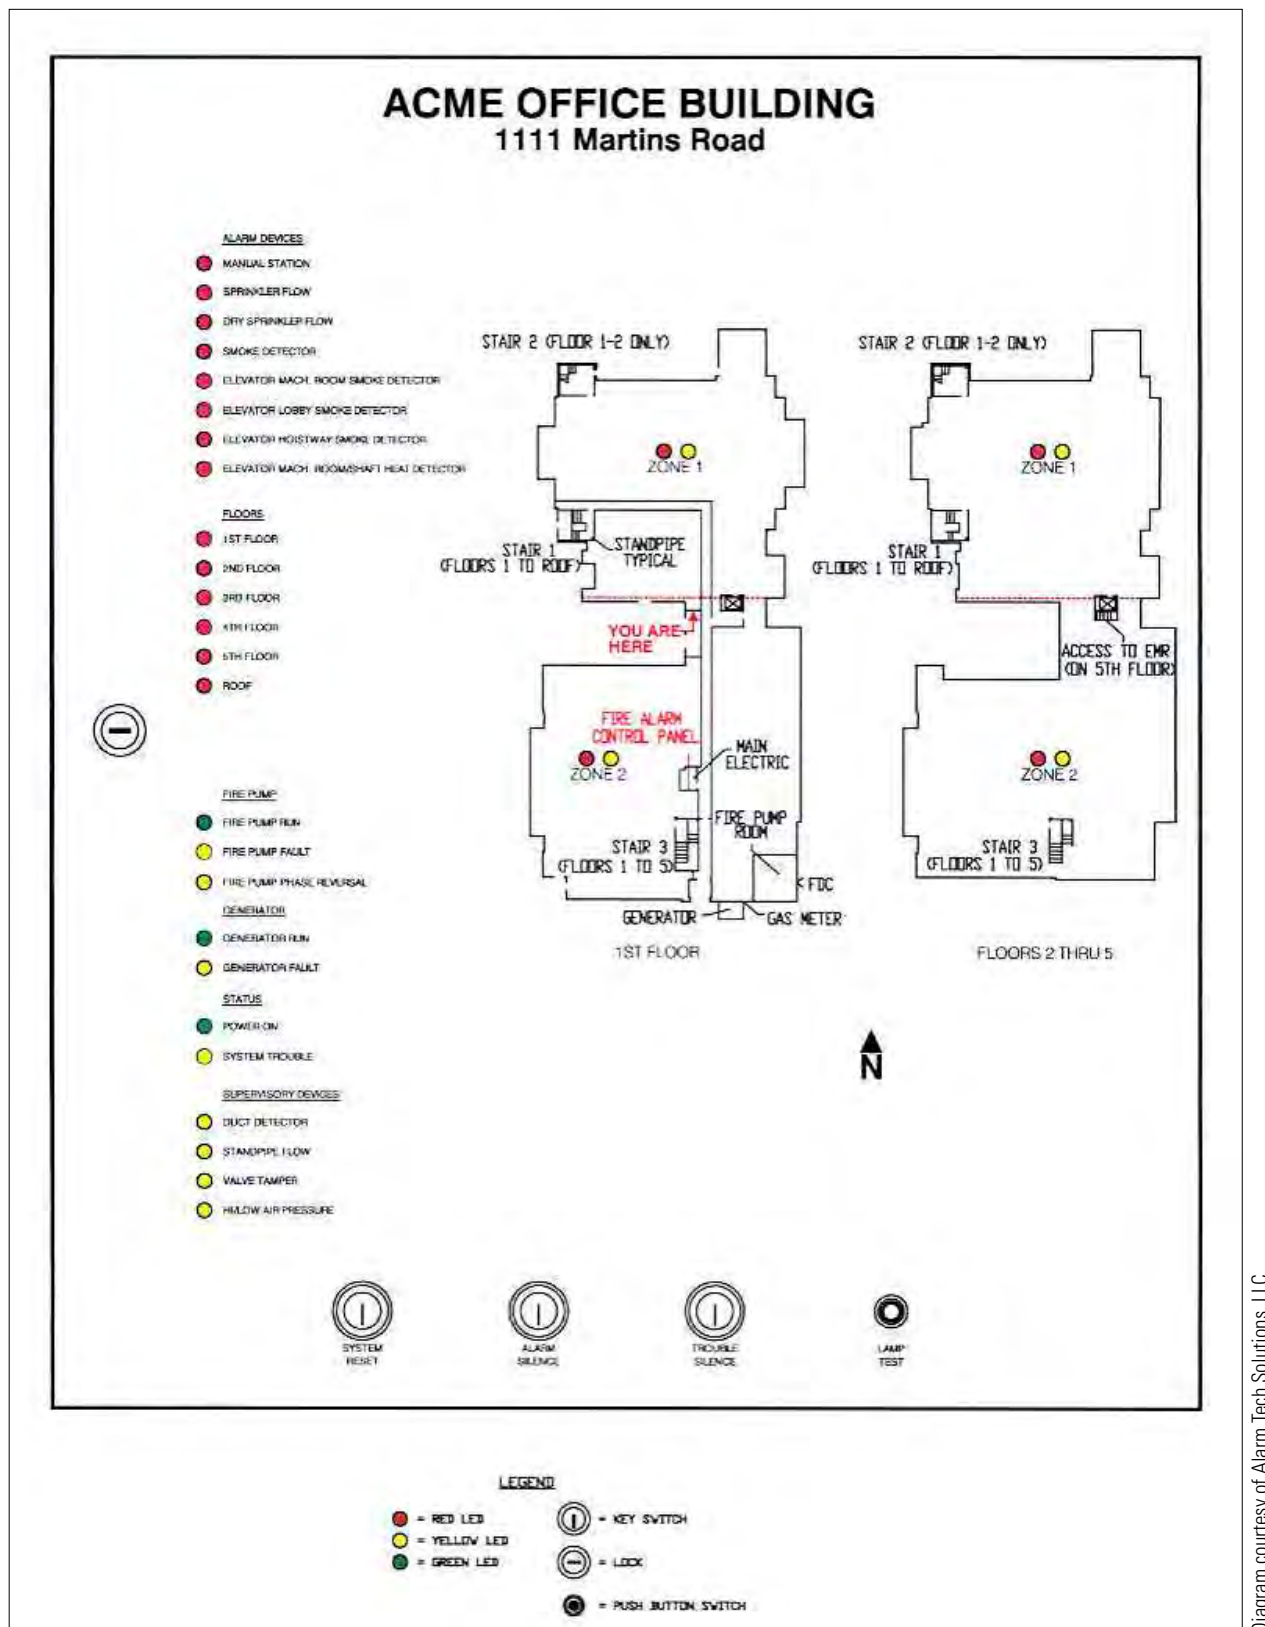 ACME OFFICE BUILDING
1111 Martins Road
ALARM DEVICES
MANUAL STATION
SPRINKLER FLOW
DRY SPRINKLER FLOW
SMOKE DETECTOR
ELEVATOR MACH. ROOM SMOKE DETECTOR
ELEVATOR LOBBY SMOKE DETECTOR
ELEVATOR HOISTWAY SMOKE DETECTOR
ELEVATOR MACH. ROOM/SHAFT HEAT DETECTOR
FLOORS
1ST FLOOR
2ND FLOOR
3RD FLOOR
4TH FLOOR
5TH FLOOR
ROOF
FIRE PUMP
FIRE PUMP RUN
FIRE PUMP FAULT
FIRE PUMP PHASE REVERSAL
GENERATOR
GENERATOR RUN
GENERATOR FAULT
STATUS
POWER ON
SYSTEM TROUBLE
SUPERVISORY DEVICES
DUCT DETECTOR
STANDPIPE FLOW
VALVE TAMPER
HI/LOW AIR PRESSURE
STAIR 2 (FLOOR 1-2 ONLY)
ZONE 1
STANDPIPE
TYPICAL
STAIR 1
(FLOORS 1 TO ROOF)
YOU ARE
HERE
FIRE ALARM
CONTROL PANEL
MAIN
ELECTRIC
ZONE 2
FIRE PUMP
ROOM
STAIR 3
(FLOORS 1 TO 5)
FDC
GENERATOR
GAS METER
1ST FLOOR
STAIR 2 (FLOOR 1-2 ONLY)
ZONE 1
STAIR 1
(FLOORS 1 TO ROOF)
ACCESS TO EMR
(ON 5TH FLOOR)
ZONE 2
STAIR 3
(FLOORS 1 TO 5)
FLOORS 2 THRU 5
N
SYSTEM
RESET
ALARM
SILENCE
TROUBLE
SILENCE
LAMP
TEST
LEGEND
= RED LED
= YELLOW LED
= GREEN LED
= KEY SWITCH
= LOCK
= PUSH BUTTON SWITCH
Diagram courtesy of Alarm Tech Solutions, LLC